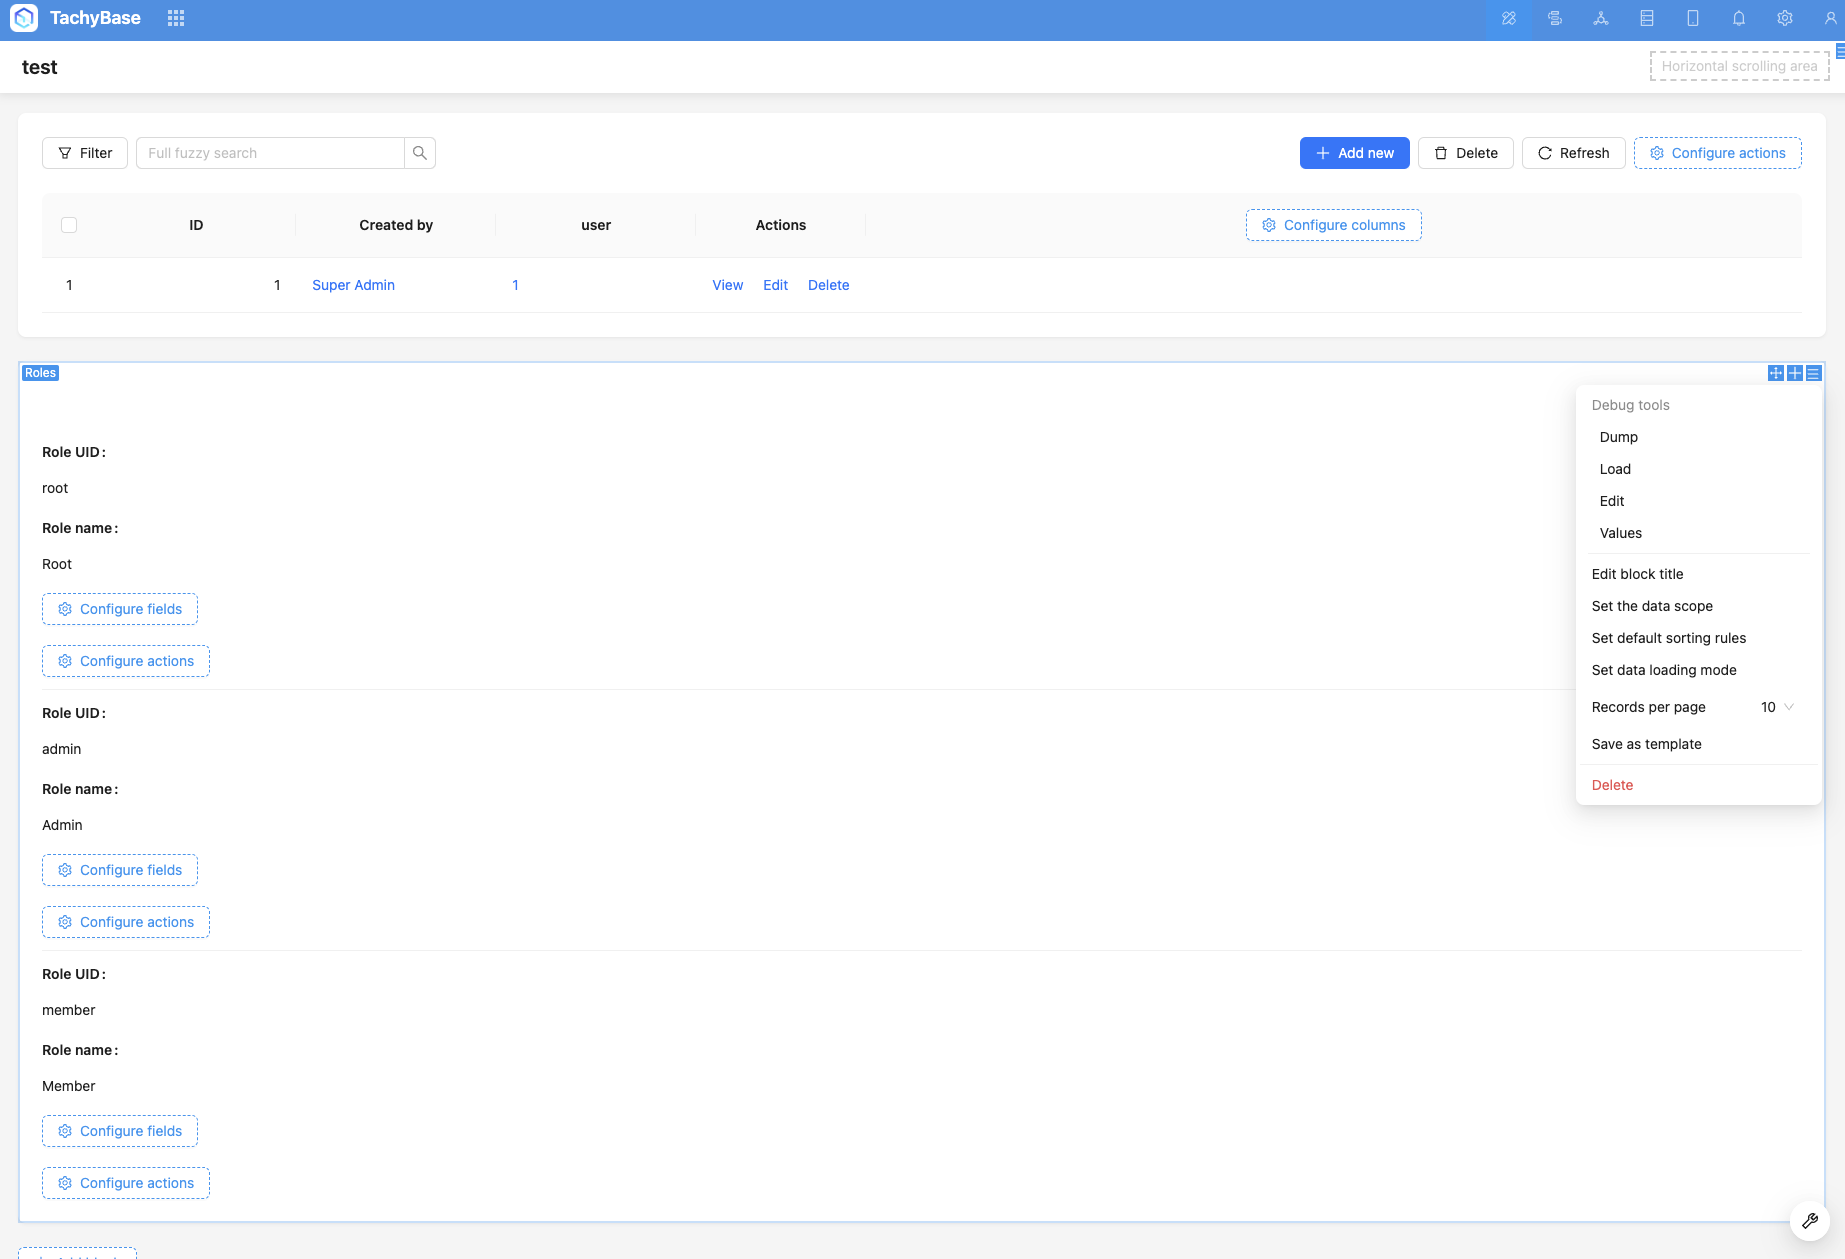 TachyBase
test
Horizontal scrolling area
Filter
Full fuzzy search
Add new
Delete
Refresh
Configure actions
ID
Created by
user
Actions
Configure columns
1
1
Super Admin
1
View
Edit
Delete
Roles
Role UID:
root
Role name:
Root
Configure fields
Configure actions
Role UID:
admin
Role name:
Admin
Configure fields
Configure actions
Role UID:
member
Role name:
Member
Configure fields
Configure actions
Debug tools
Dump
Load
Edit
Values
Edit block title
Set the data scope
Set default sorting rules
Set data loading mode
Records per page 10
Save as template
Delete